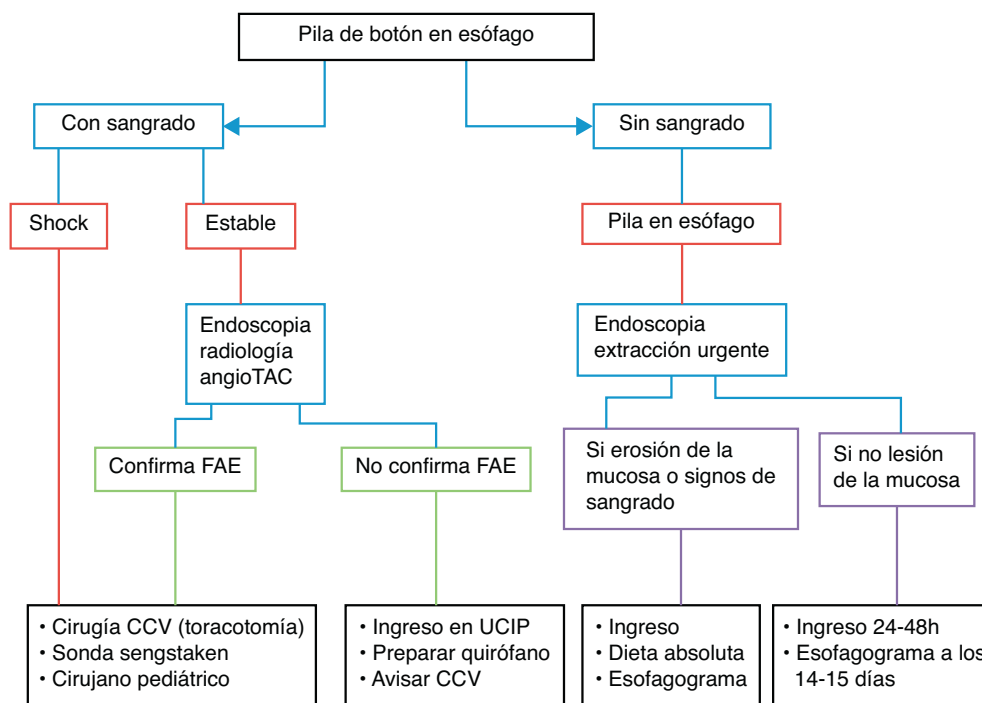 Pila de botón en esófago
Con sangrado
Sin sangrado
Shock
Estable
Pila en esófago
Endoscopia
radiología
angioTAC
Endoscopia
extracción urgente
Confirma FAE
No confirma FAE
Si erosión de la
mucosa o signos de
sangrado
Si no lesión
de la mucosa
• Cirugía CCV (toracotomía)
• Sonda sengstaken
• Cirujano pediátrico
• Ingreso en UCIP
• Preparar quirófano
• Avisar CCV
• Ingreso
• Dieta absoluta
• Esofagograma
• Ingreso 24-48h
• Esofagograma a los
14-15 días